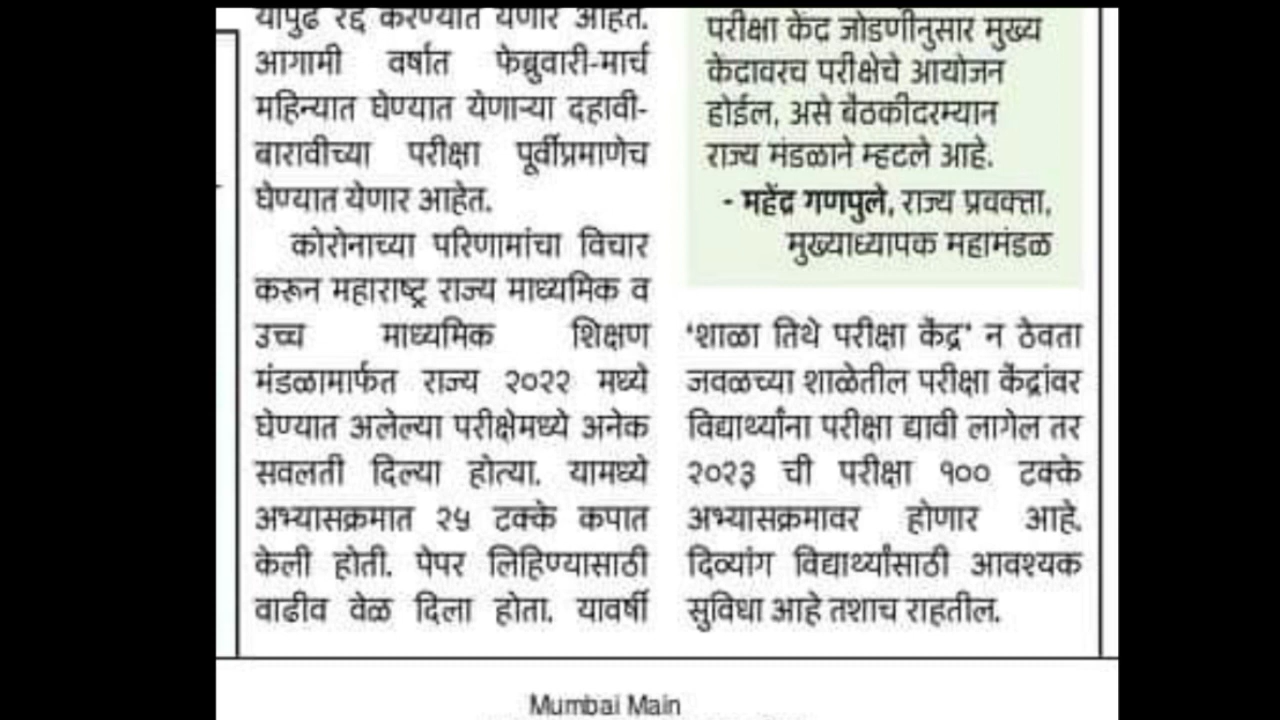 यापुढे रद्द करण्यात येणार आहेत.
आगामी वर्षात फेब्रुवारी-मार्च
महिन्यात घेण्यात येणाऱ्या दहावी-
बारावीच्या परीक्षा पूर्वीप्रमाणेच
घेण्यात येणार आहेत.
कोरोनाच्या परिणामांचा विचार
करून महाराष्ट्र राज्य माध्यमिक व
उच्च माध्यमिक शिक्षण
मंडळामार्फत राज्य २०२२ मध्ये
घेण्यात अलेल्या परीक्षेमध्ये अनेक
सवलती दिल्या होत्या. यामध्ये
अभ्यासक्रमात २५ टक्के कपात
केली होती. पेपर लिहिण्यासाठी
वाढीव वेळ दिला होता. यावर्षी
परीक्षा केंद्र जोडणीनुसार मुख्य
केंद्रावरच परीक्षेचे आयोजन
होईल, असे बैठकीदरम्यान
राज्य मंडळाने म्हटले आहे.
- महेंद्र गणपुले, राज्य प्रवक्ता,
मुख्याध्यापक महामंडळ
'शाळा तिथे परीक्षा केंद्र' न ठेवता
जवळच्या शाळेतील परीक्षा केंद्रांवर
विद्यार्थ्यांना परीक्षा द्यावी लागेल तर
२०२३ ची परीक्षा १०० टक्के
अभ्यासक्रमावर होणार आहे.
दिव्यांग विद्यार्थ्यांसाठी आवश्यक
सुविधा आहे तशाच राहतील.
Mumbai Main